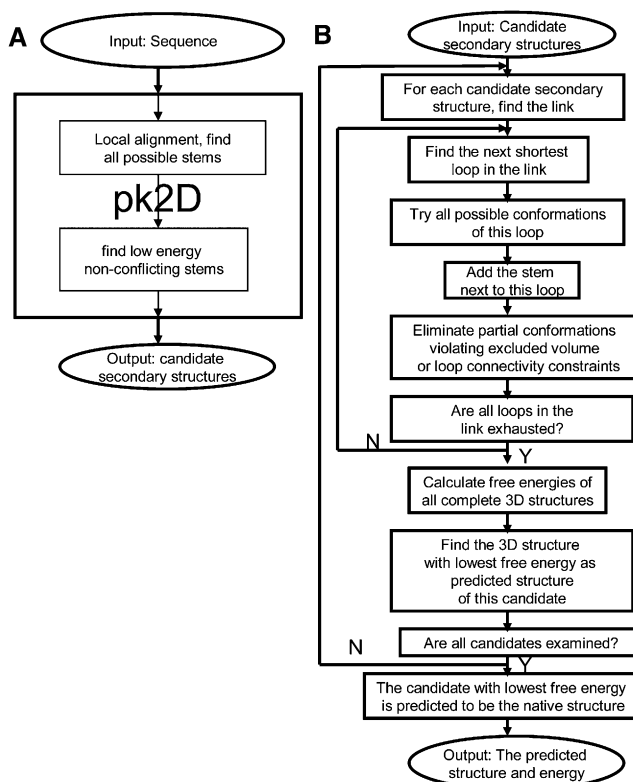 A
Input: Sequence
Local alignment, find
all possible stems
pk2D
find low energy
non-conflicting stems
Output: candidate
secondary structures
B
Input: Candidate
secondary structures
For each candidate secondary
structure, find the link
Find the next shortest
loop in the link
Try all possible conformations
of this loop
Add the stem
next to this loop
Eliminate partial conformations
violating excluded volume
or loop connectivity constraints
Are all loops in the
link exhausted?
N
Y
Calculate free energies of
all complete 3D structures
Find the 3D structure
with lowest free energy as
predicted structure
of this candidate
Are all candidates examined?
N
Y
The candidate with lowest free energy
is predicted to be the native structure
Output: The predicted
structure and energy